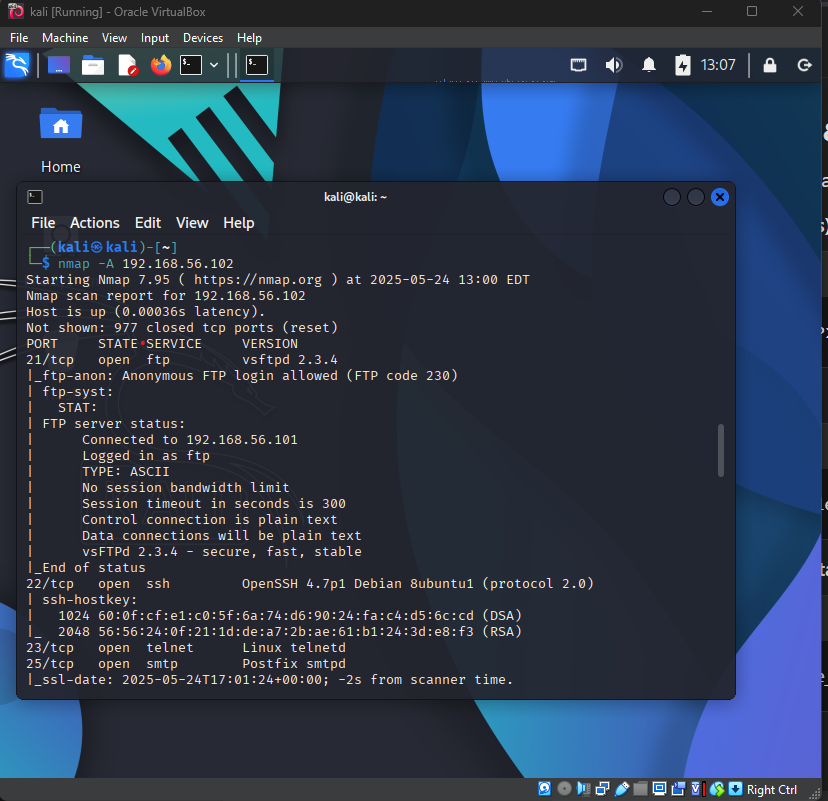 kali [Running] - Oracle VirtualBox
File Machine View Input Devices Help
13:07
Home
kali@kali: ~
File Actions Edit View Help
┌──(kali㉿kali)-[~]
└─$ nmap -A 192.168.56.102
Starting Nmap 7.95 ( https://nmap.org ) at 2025-05-24 13:00 EDT
Nmap scan report for 192.168.56.102
Host is up (0.00036s latency).
Not shown: 977 closed tcp ports (reset)
PORT STATE SERVICE VERSION
21/tcp open ftp vsftpd 2.3.4
|_ftp-anon: Anonymous FTP login allowed (FTP code 230)
| ftp-syst:
| STAT:
| FTP server status:
| Connected to 192.168.56.101
| Logged in as ftp
| TYPE: ASCII
| No session bandwidth limit
| Session timeout in seconds is 300
| Control connection is plain text
| Data connections will be plain text
| vsFTPd 2.3.4 - secure, fast, stable
|_End of status
22/tcp open ssh OpenSSH 4.7p1 Debian 8ubuntu1 (protocol 2.0)
| ssh-hostkey:
| 1024 60:0f:cf:e1:c0:5f:6a:74:d6:90:24:fa:c4:d5:6c:cd (DSA)
|_ 2048 56:56:24:0f:21:1d:de:a7:2b:ae:61:b1:24:3d:e8:f3 (RSA)
23/tcp open telnet Linux telnetd
25/tcp open smtp Postfix smtpd
|_ssl-date: 2025-05-24T17:01:24+00:00; -2s from scanner time.
Right Ctrl